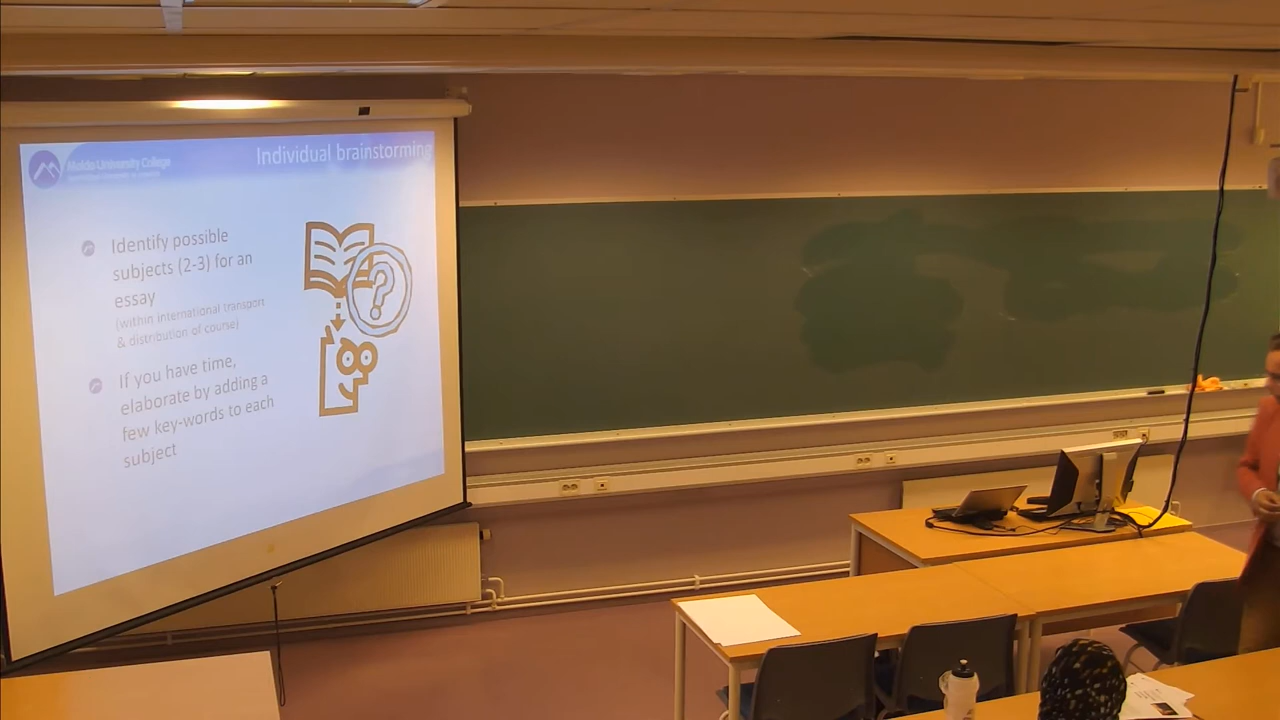 Molde University College
Individual brainstorming
Identify possible
subjects (2-3) for an
essay
(within international transport
& distribution of course)
If you have time,
elaborate by adding a
few key-words to each
subject